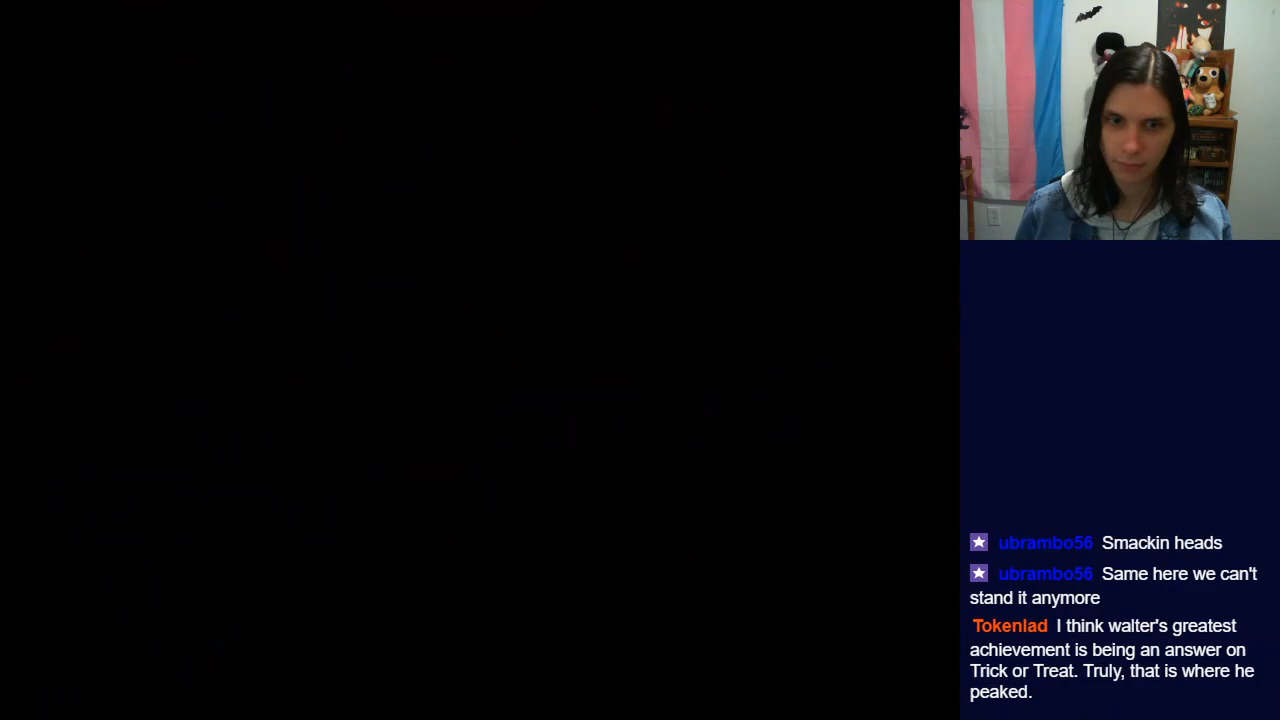 ubrambo56 Smackin heads
ubrambo56 Same here we can't
stand it anymore
Tokenlad I think walter's greatest
achievement is being an answer on
Trick or Treat. Truly, that is where he
peaked.